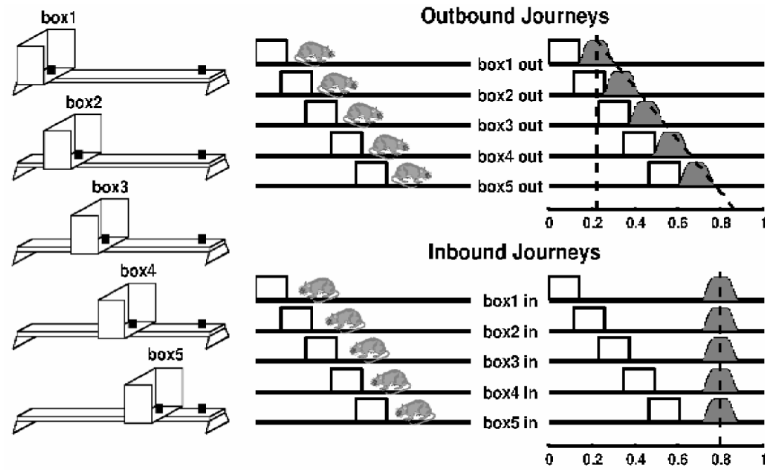 Outbound Journeys
box1
box1 out
box2
box2 out
box3 out
box4 out
box3
box5 out
0 0.2 0.4 0.6 0.8 1
Inbound Journeys
box4
box1 in
box2 in
box5
box3 in
box4 in
box5 in
0 0.2 0.4 0.6 0.8 1